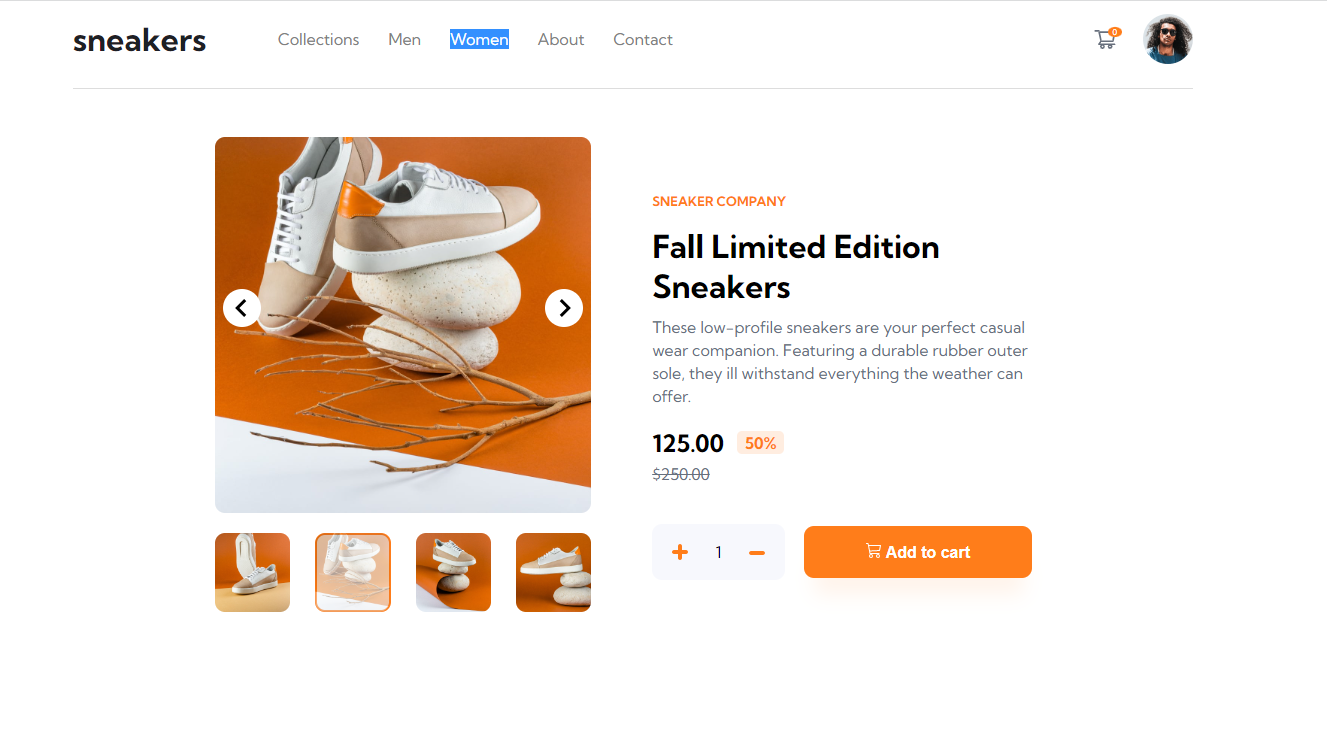 sneakers
Collections Men Women About Contact
0
SNEAKER COMPANY
Fall Limited Edition
Sneakers
These low-profile sneakers are your perfect casual
wear companion. Featuring a durable rubber outer
sole, they ill withstand everything the weather can
offer.
125.00 50%
$250.00
1
Add to cart